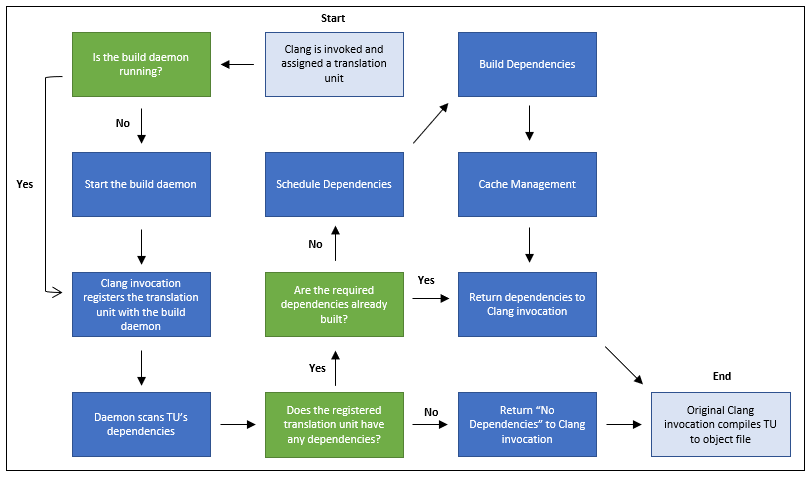 Start
Clang is invoked and
assigned a translation
unit
Is the build daemon
running?
No
Yes
Start the build daemon
Clang invocation
registers the translation
unit with the build
daemon
Daemon scans TU's
dependencies
Does the registered
translation unit have
any dependencies?
Yes
No
Are the required
dependencies already
built?
No
Yes
Schedule Dependencies
Build Dependencies
Cache Management
Return dependencies to
Clang invocation
Return “No
Dependencies” to Clang
invocation
End
Original Clang
invocation compiles TU
to object file